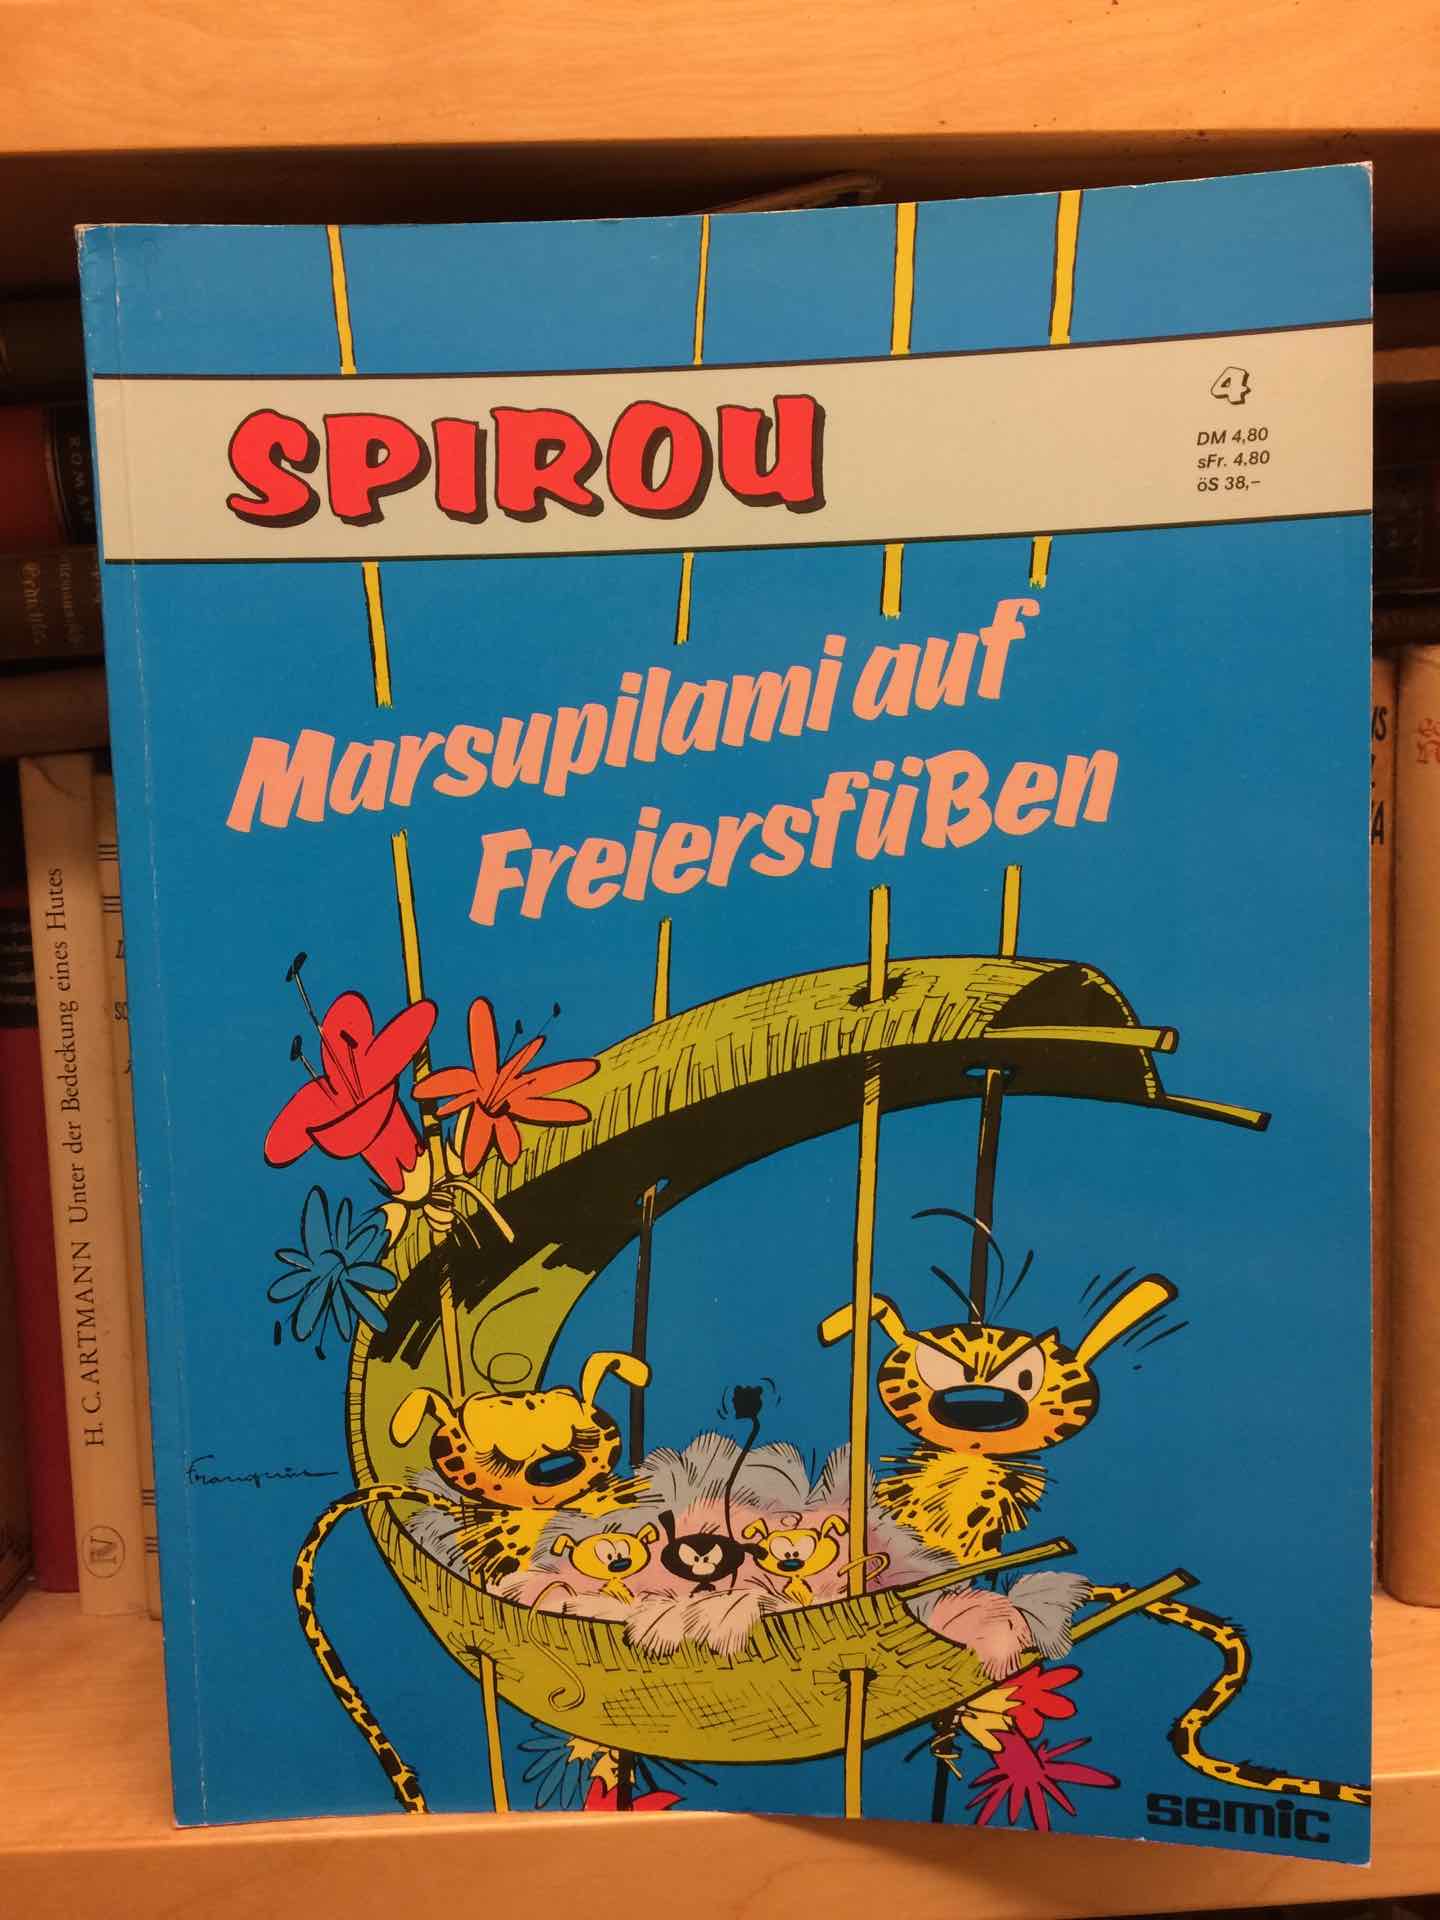 SPIROU
4
DM 4,80
sFr. 4.80
öS 38,–
Marsupilami auf
Freiersfüßen
Franquin
semic
H. C. ARTMANN Unter der Bedeckung eines Hutes
ROMAN